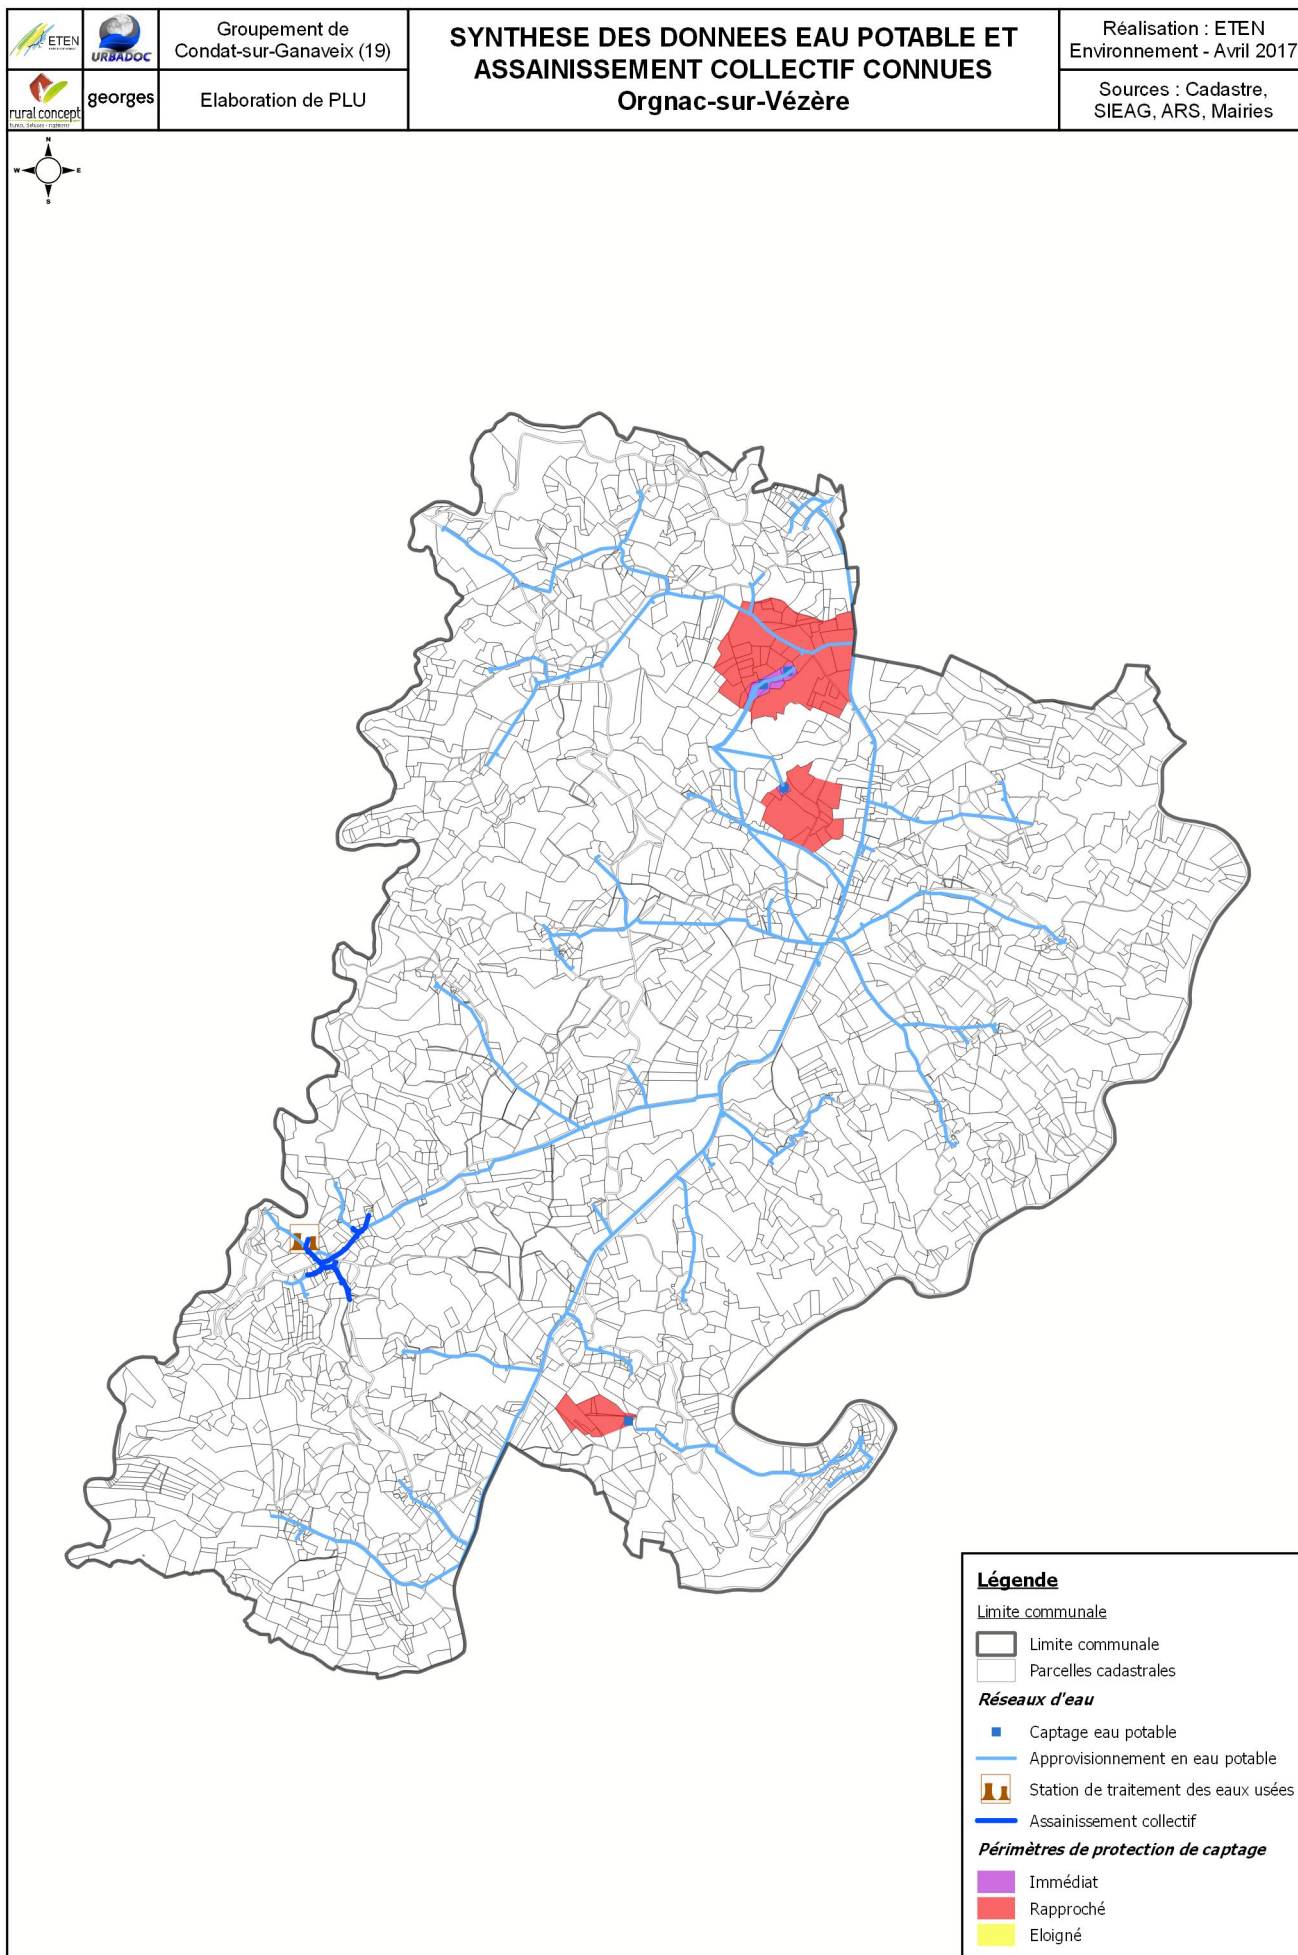 ETEN
URBADOC
Groupement de
Condat-sur-Ganaveix (19)
SYNTHESE DES DONNEES EAU POTABLE ET
ASSAINISSEMENT COLLECTIF CONNUES
Orgnac-sur-Vézère
Réalisation : ETEN
Environnement - Avril 2017
rural concept
georges
Elaboration de PLU
Sources : Cadastre,
SIEAG, ARS, Mairies
N
W E
S
Légende
Limite communale
Limite communale
Parcelles cadastrales
Réseaux d'eau
Captage eau potable
Approvisionnement en eau potable
Station de traitement des eaux usées
Assainissement collectif
Périmètres de protection de captage
Immédiat
Rapproché
Eloigné